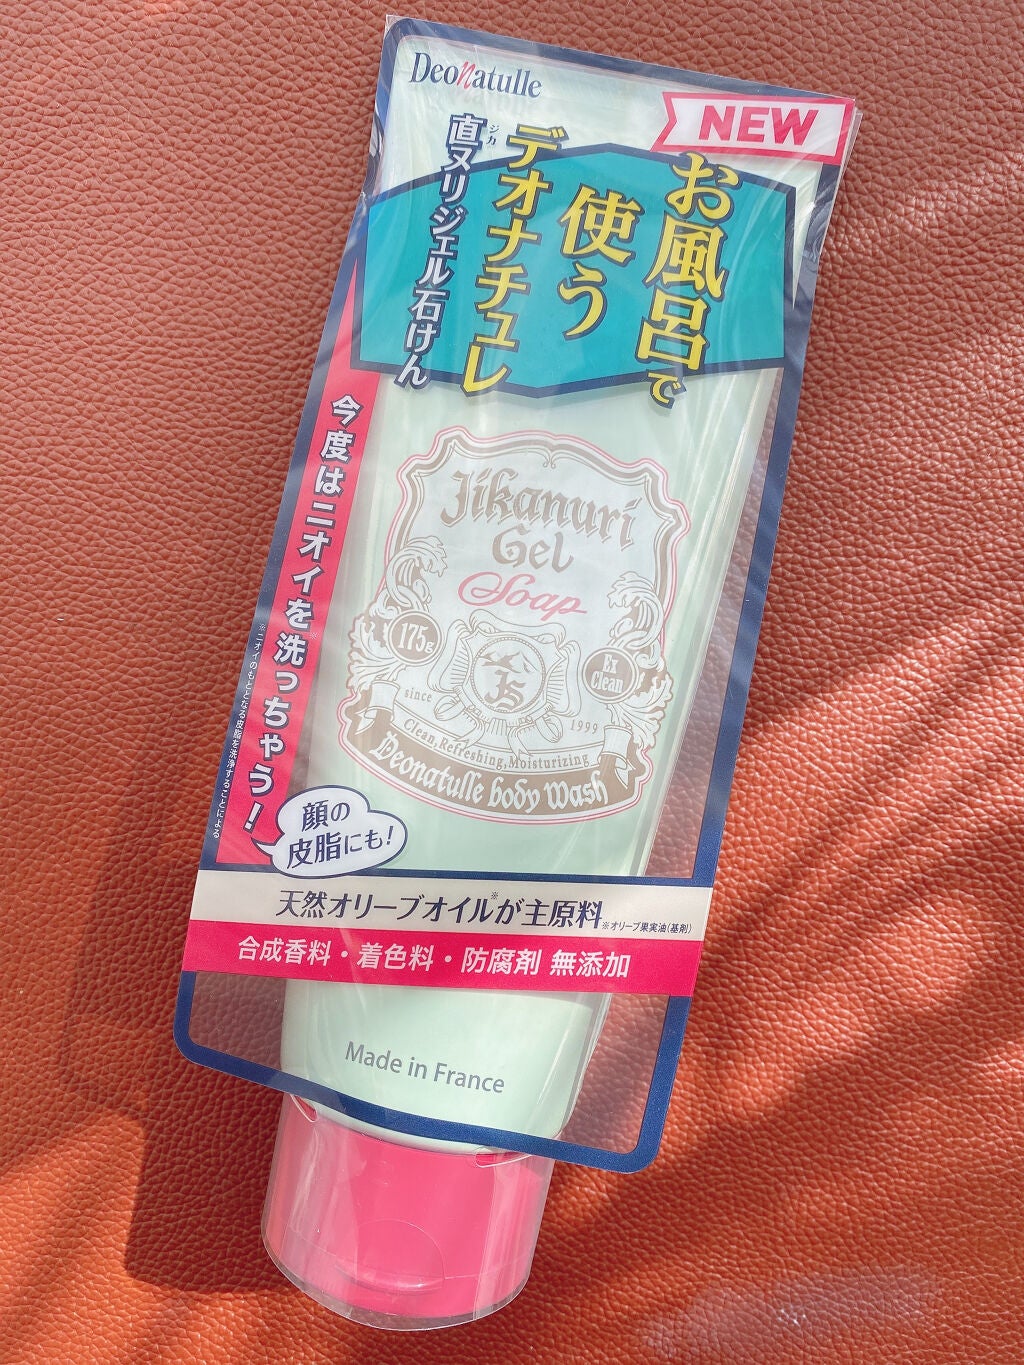 DeoNatulle
NEW
お風呂で
使う
デオナチュレ
ジカ
直ヌリジェル石けん
今度はニオイを※洗っちゃう!
※ニオイのもととなる皮脂を洗浄することによる
Jikanuri
Gel
Soap
175g
Ex
Clean
JS
since
1999
Clean, Refreshing, Moisturizing
Deonatulle body Wash
顔の
皮脂にも!
天然オリーブオイル※が主原料 ※オリーブ果実油(基剤)
合成香料・着色料・防腐剤 無添加
Made in France